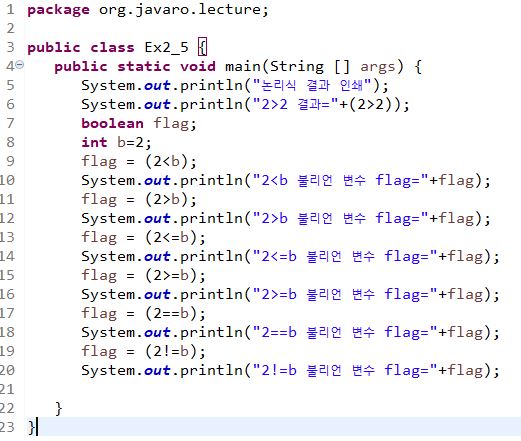 1 package org.javaro.lecture;
2
3 public class Ex2_5 {
4 public static void main(String [] args) {
5 System.out.println("논리식 결과 인쇄");
6 System.out.println("2>2 결과="+(2>2));
7 boolean flag;
8 int b=2;
9 flag = (2<b);
10 System.out.println("2<b 불리언 변수 flag="+flag);
11 flag = (2>b);
12 System.out.println("2>b 불리언 변수 flag="+flag);
13 flag = (2<=b);
14 System.out.println("2<=b 불리언 변수 flag="+flag);
15 flag = (2>=b);
16 System.out.println("2>=b 불리언 변수 flag="+flag);
17 flag = (2==b);
18 System.out.println("2==b 불리언 변수 flag="+flag);
19 flag = (2!=b);
20 System.out.println("2!=b 불리언 변수 flag="+flag);
21
22 }
23 }